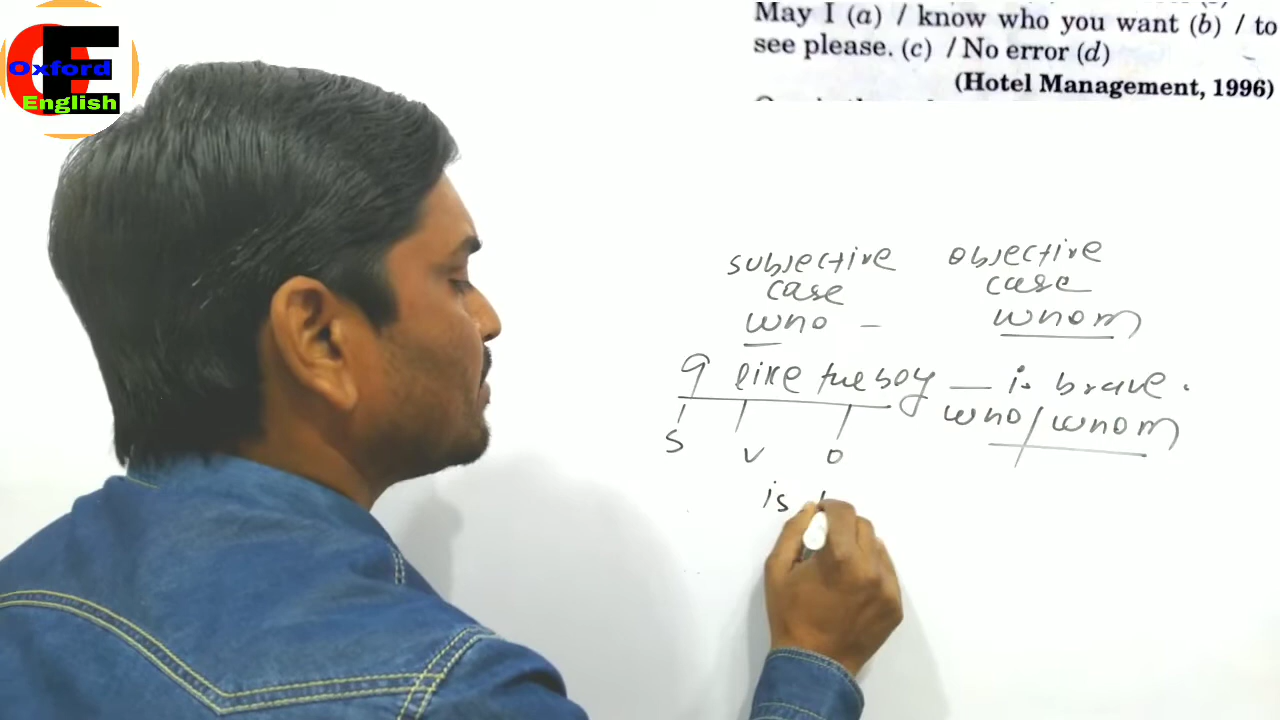 Oxford
English
May I (a) / know who you want (b) / to
see please. (c) / No error (d)
(Hotel Management, 1996)
subjective
case
who —
objective
case
whom
I like the boy — is brave.
who/whom
S
V
O
is